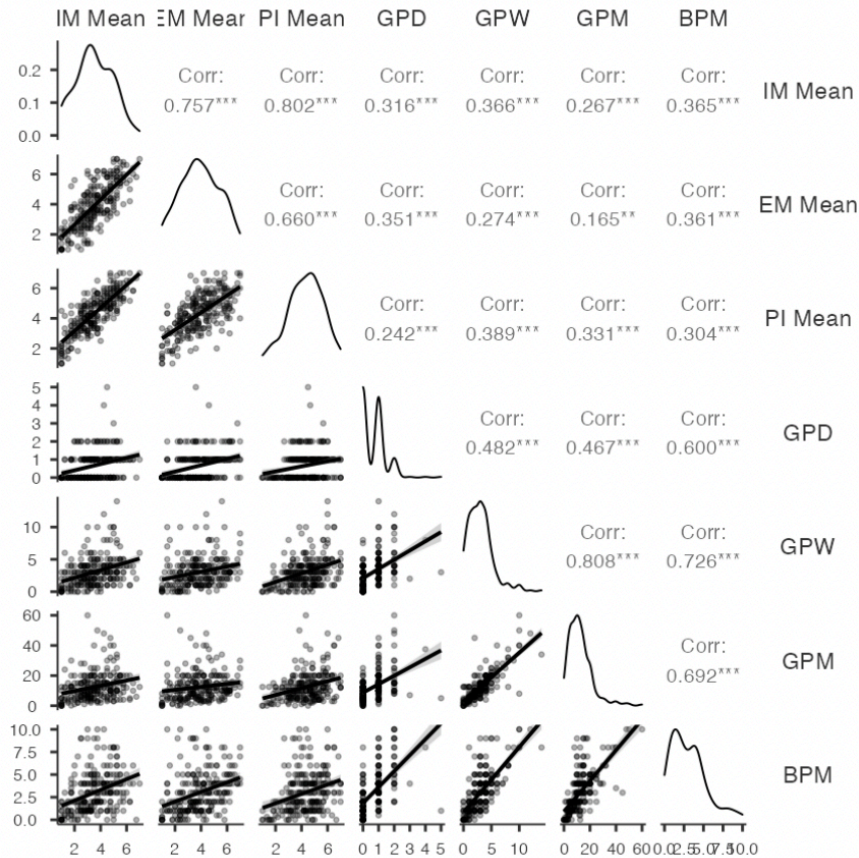 IM Mean EM Mean PI Mean GPD GPW GPM BPM
0.2
0.1
0.0
Corr: Corr: Corr: Corr: Corr: Corr:
0.757*** 0.802*** 0.316*** 0.366*** 0.267*** 0.365***
IM Mean
6
4
2
Corr: Corr: Corr: Corr: Corr:
0.660*** 0.351*** 0.274*** 0.165** 0.361***
EM Mean
6
4
2
Corr: Corr: Corr: Corr:
0.242*** 0.389*** 0.331*** 0.304***
PI Mean
5
4
3
2
1
0
Corr: Corr: Corr:
0.482*** 0.467*** 0.600***
GPD
10
5
0
Corr: Corr:
0.808*** 0.726***
GPW
60
40
20
0
Corr:
0.692***
GPM
10.0
7.5
5.0
2.5
0.0
BPM
2 4 6 2 4 6 2 4 6 0 1 2 3 4 5 0 5 10 0 20 40 60 0.0 2.5 5.0 7.5 10.0